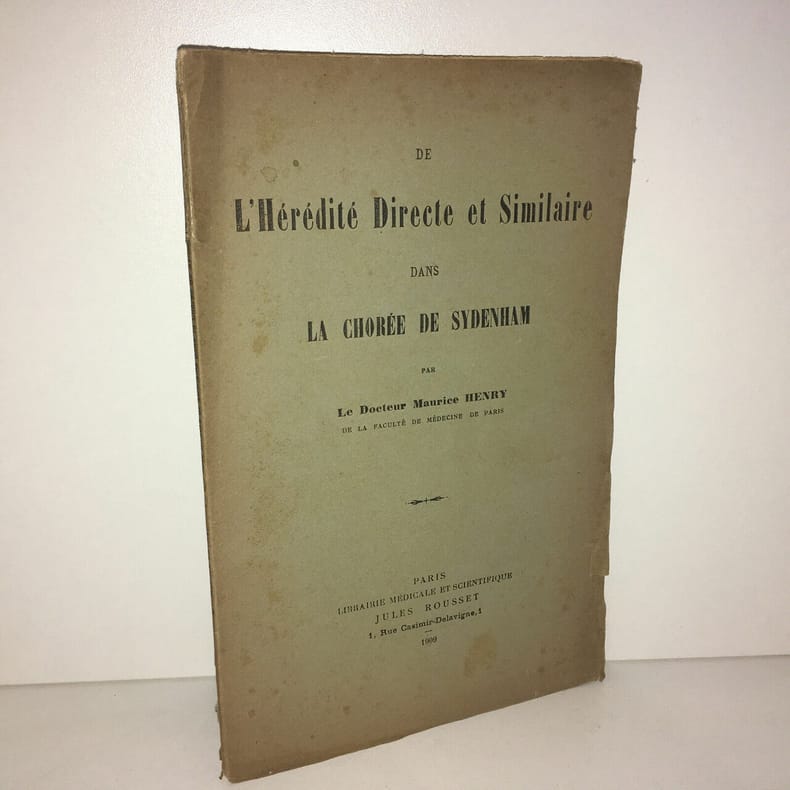 DE
L'Hérédité Directe et Similaire
DANS
LA CHORÉE DE SYDENHAM
PAR
Le Docteur Maurice HENRY
DE LA FACULTÉ DE MÉDECINE DE PARIS
PARIS
LIBRAIRIE MÉDICALE ET SCIENTIFIQUE
JULES ROUSSET
1, Rue Casimir-Delavigne, 1
1909